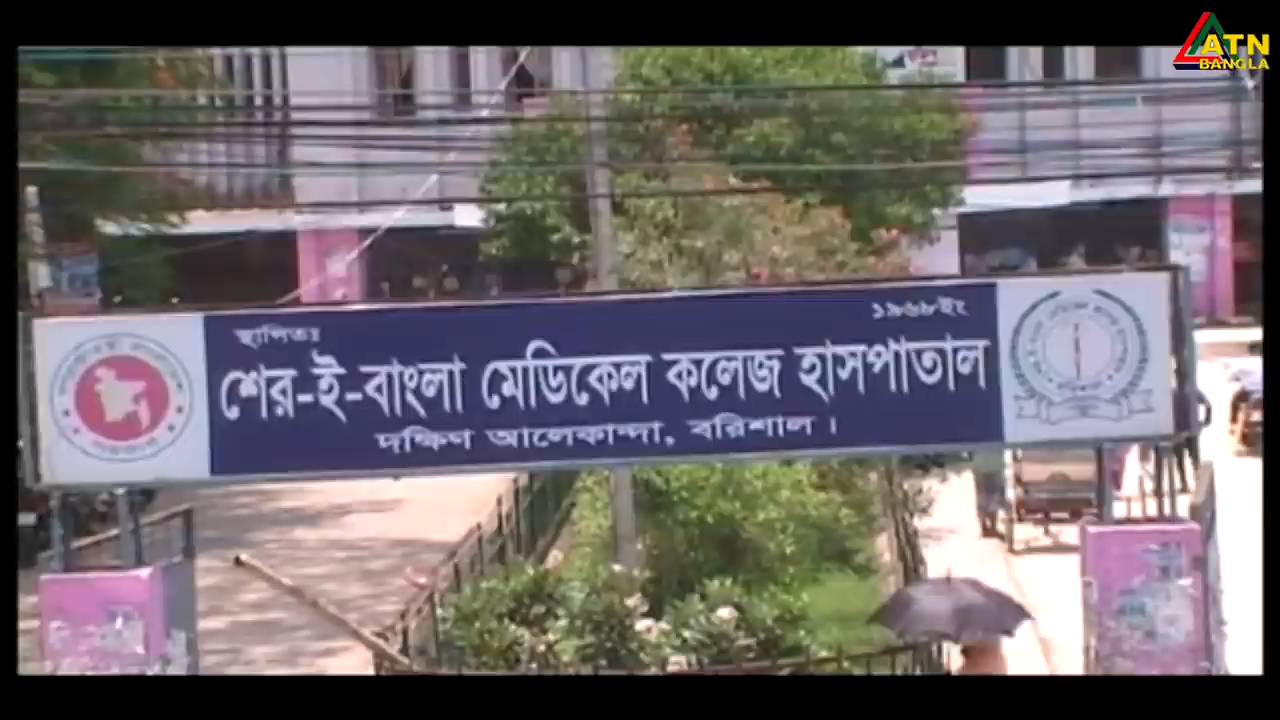 ATN
BANGLA
স্থাপিতঃ ১৯৬৮ইং
শের-ই-বাংলা মেডিকেল কলেজ হাসপাতাল
দক্ষিণ আলেকান্দা, বরিশাল ।